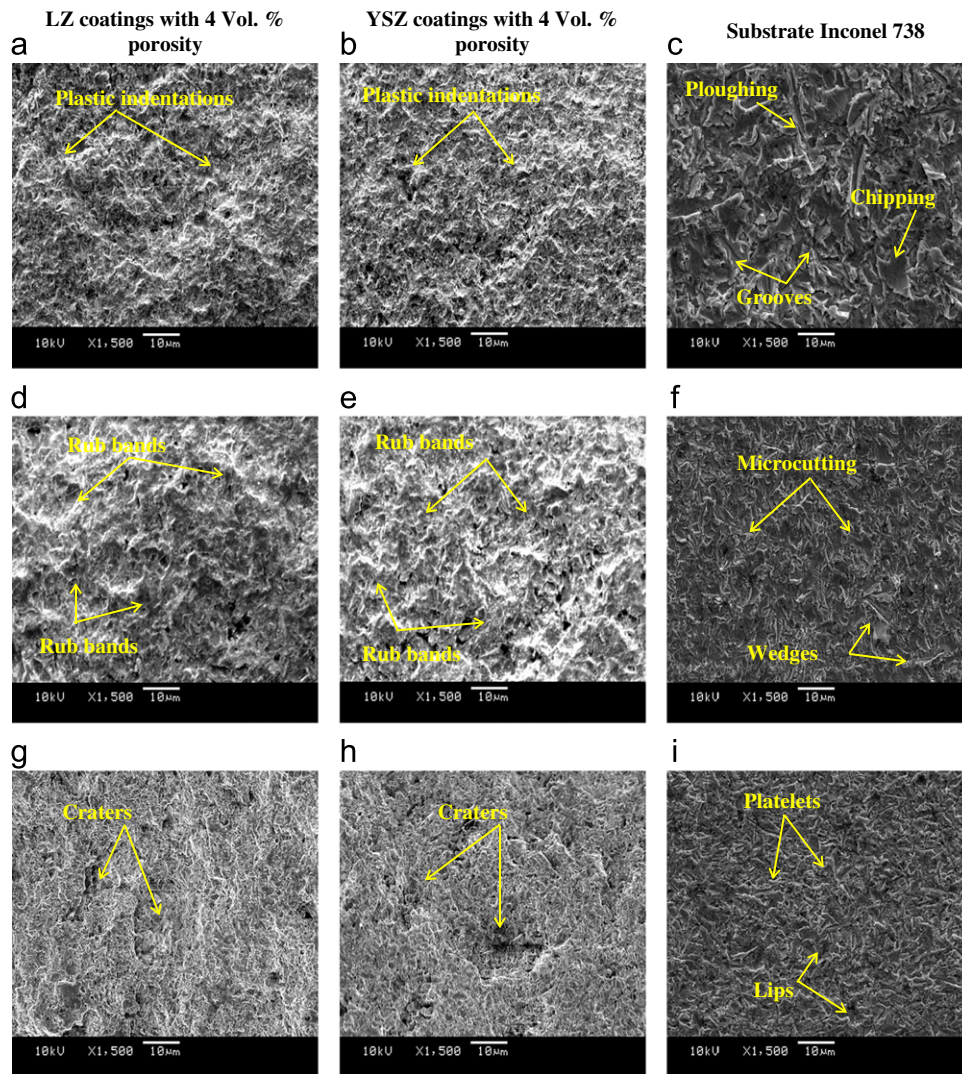 LZ coatings with 4 Vol. %
porosity
YSZ coatings with 4 Vol. %
porosity
Substrate Inconel 738
a
b
c
Plastic indentations
Plastic indentations
Ploughing
Chipping
Grooves
10kV X1,500 10µm
10kV X1,500 10µm
10kV X1,500 10µm
d
e
f
Rub bands
Rub bands
Microcutting
Rub bands
Rub bands
Wedges
10kV X1,500 10µm
10kV X1,500 10µm
10kV X1,500 10µm
g
h
i
Craters
Craters
Platelets
Lips
10kV X1,500 10µm
10kV X1,500 10µm
10kV X1,500 10µm